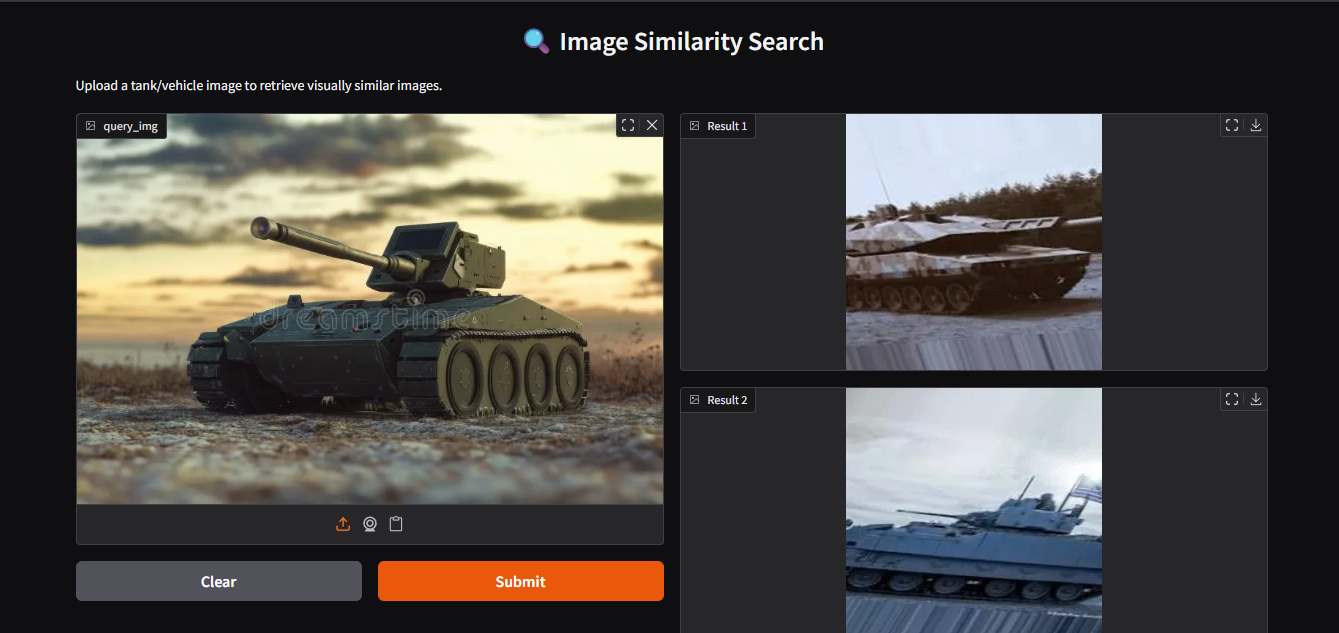 🔍 Image Similarity Search
Upload a tank/vehicle image to retrieve visually similar images.
query_img
dreamstime
Clear
Submit
Result 1
Result 2